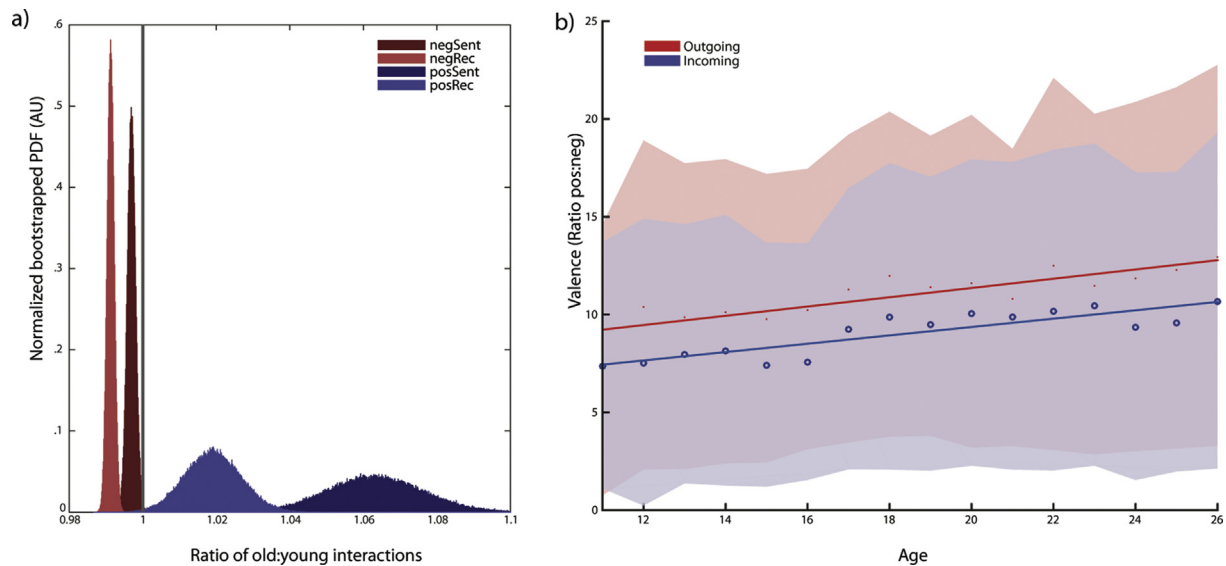 a)
.6
.5
.4
.3
.2
.1
0
Normalized bootstrapped PDF (AU)
negSent
negRec
posSent
posRec
0.98
1
1.02
1.04
1.06
1.08
1.1
Ratio of old:young interactions
b)
25
20
15
10
5
0
Valence (Ratio pos:neg)
Outgoing
Incoming
12
14
16
18
20
22
24
26
Age